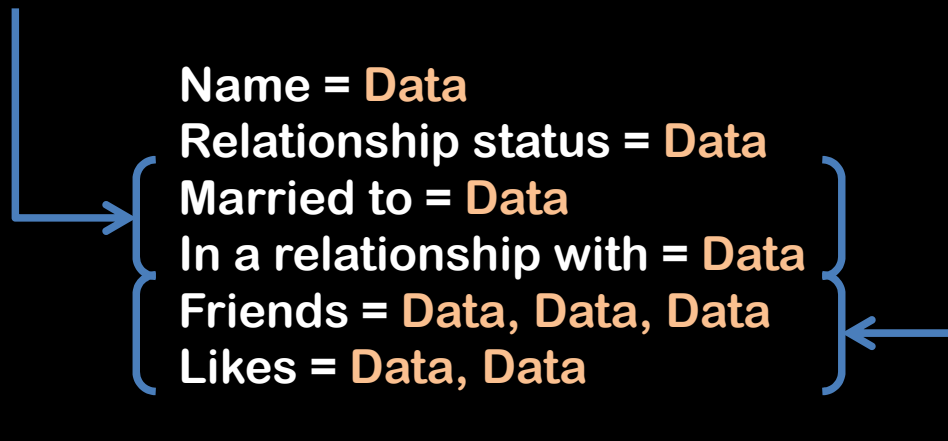 Name = Data
Relationship status = Data
Married to = Data
In a relationship with = Data
Friends = Data, Data, Data
Likes = Data, Data